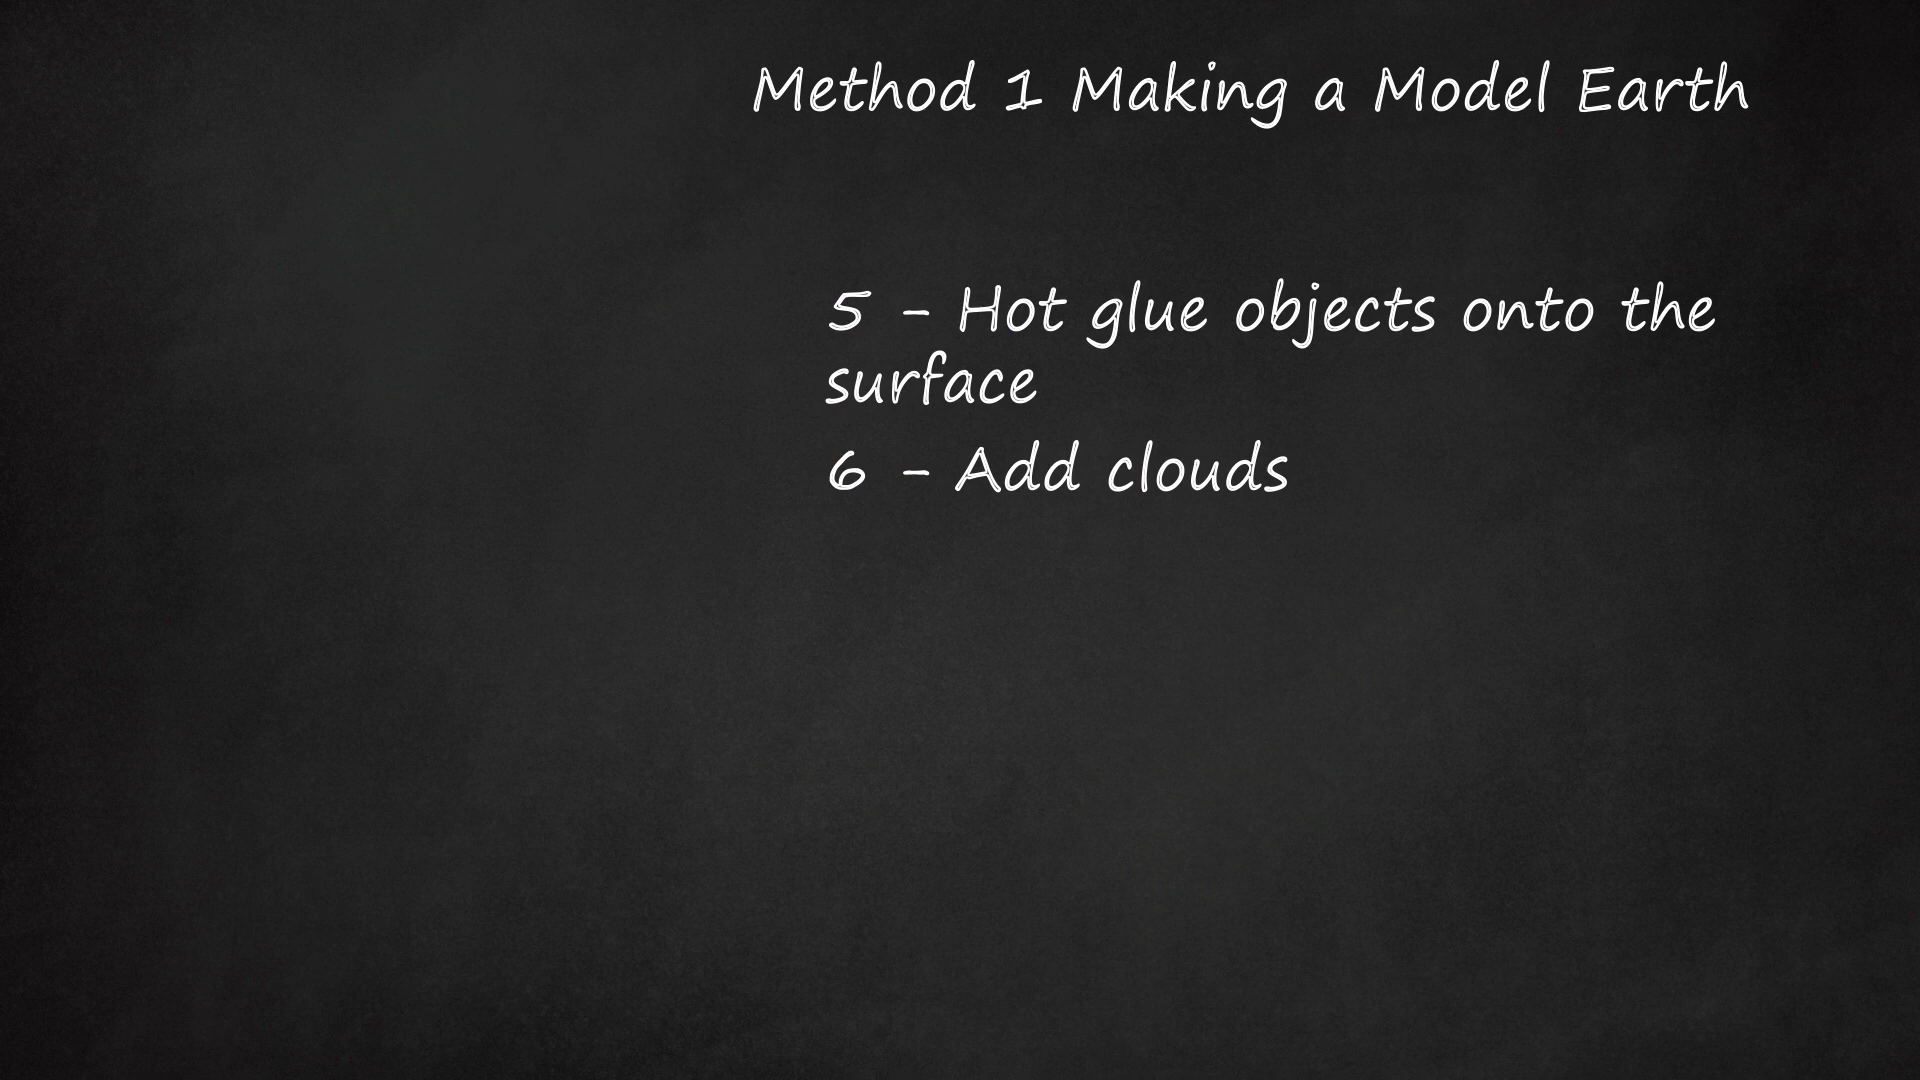 Method 1 Making a Model Earth
5 - Hot glue objects onto the
surface
6 - Add clouds